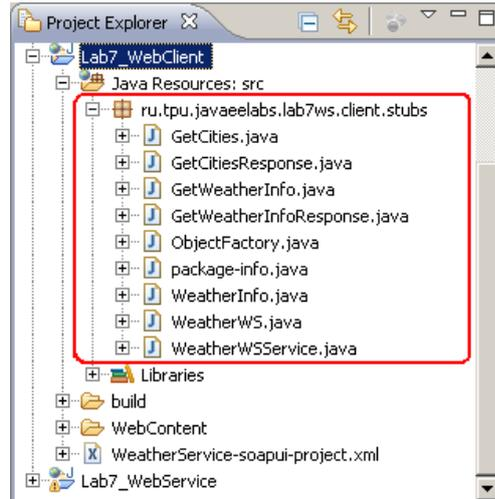 Project Explorer
Lab7_WebClient
Java Resources: src
ru.tpu.javaeelabs.lab7ws.client.stubs
GetCities.java
GetCitiesResponse.java
GetWeatherInfo.java
GetWeatherInfoResponse.java
ObjectFactory.java
package-info.java
WeatherInfo.java
WeatherWS.java
WeatherWSService.java
Libraries
build
WebContent
WeatherService-soapui-project.xml
Lab7_WebService